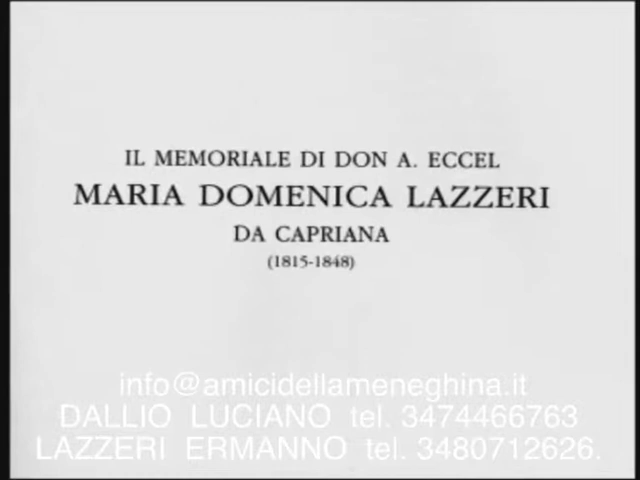 IL MEMORIALE DI DON A. ECCEL
MARIA DOMENICA LAZZERI
DA CAPRIANA
(1815-1848)
info@amicidellameneghina.it
DALLIO LUCIANO tel. 3474466763
LAZZERI ERMANNO tel. 3480712626.